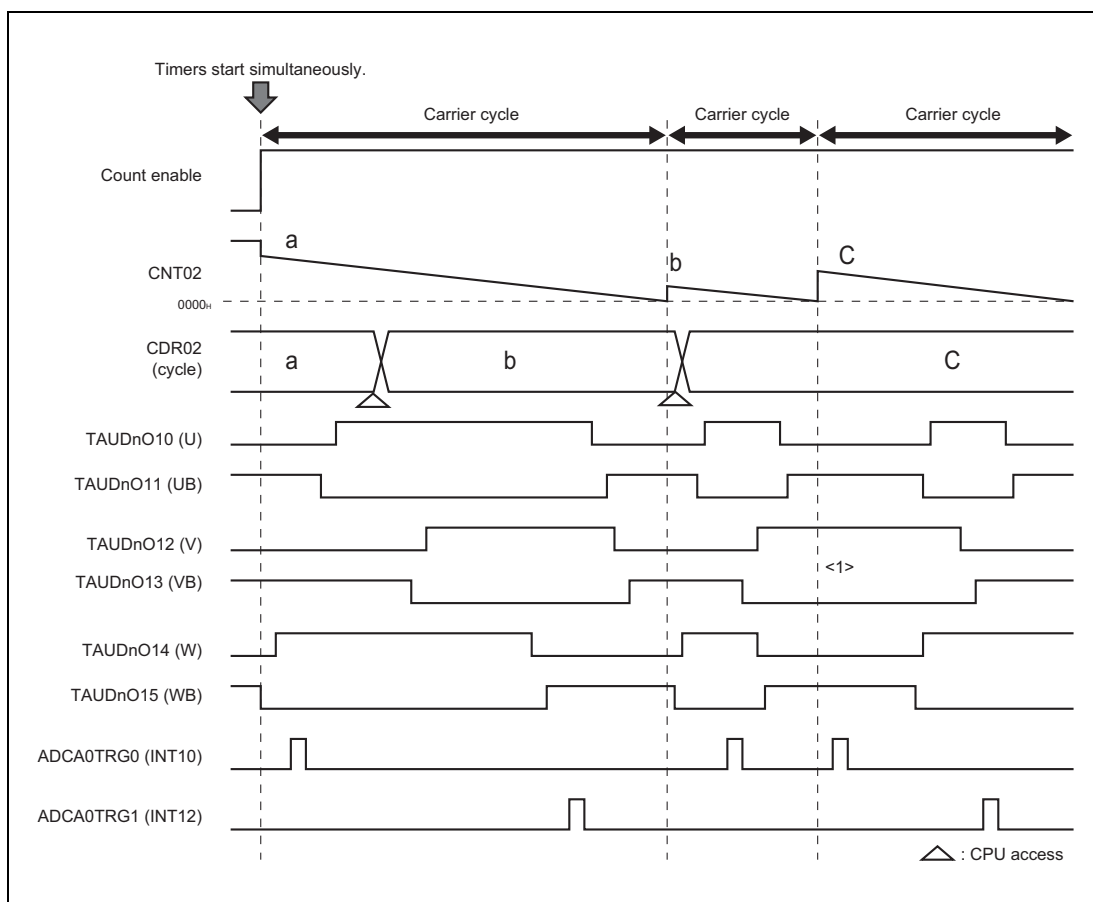 Timers start simultaneously.
Carrier cycle
Carrier cycle
Carrier cycle
Count enable
a
b
C
CNT02
0000H
CDR02
(cycle)
a
b
C
TAUDnO10 (U)
TAUDnO11 (UB)
TAUDnO12 (V)
<1>
TAUDnO13 (VB)
TAUDnO14 (W)
TAUDnO15 (WB)
ADCA0TRG0 (INT10)
ADCA0TRG1 (INT12)
: CPU access